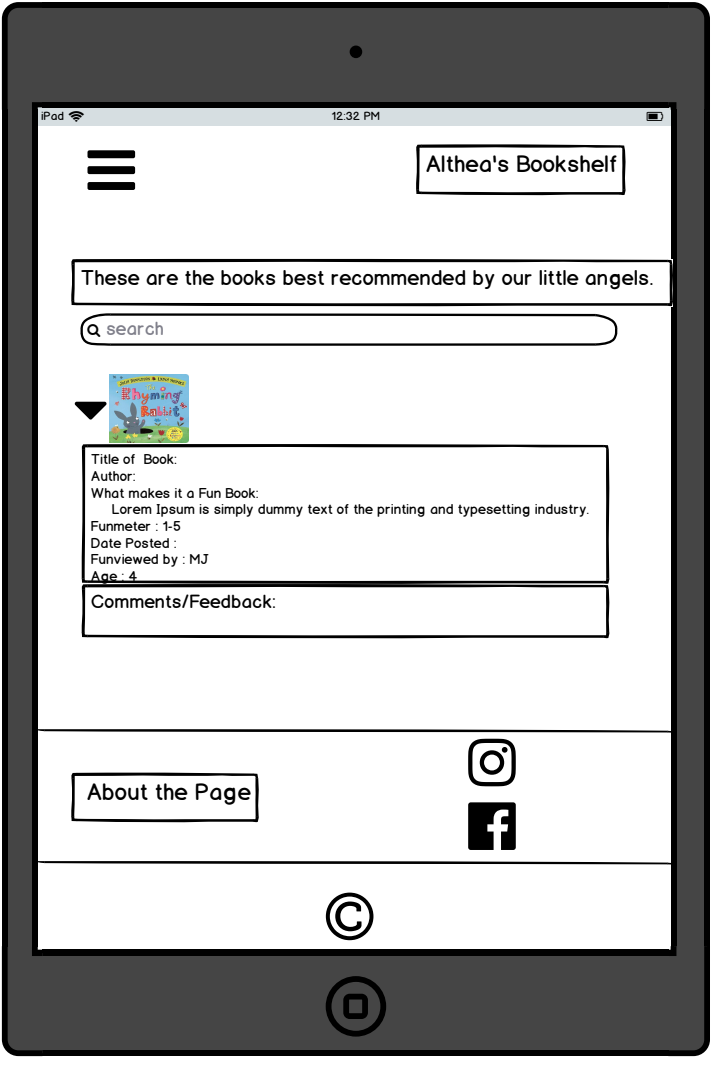 iPad 12:32 PM
Althea's Bookshelf
These are the books best recommended by our little angels.
search
Julia Donaldson Lydia Monks
The
Rhyming
Rabbit
Title of Book:
Author:
What makes it a Fun Book:
Lorem Ipsum is simply dummy text of the printing and typesetting industry.
Funmeter : 1-5
Date Posted :
Funviewed by : MJ
Age : 4
Comments/Feedback:
About the Page
©